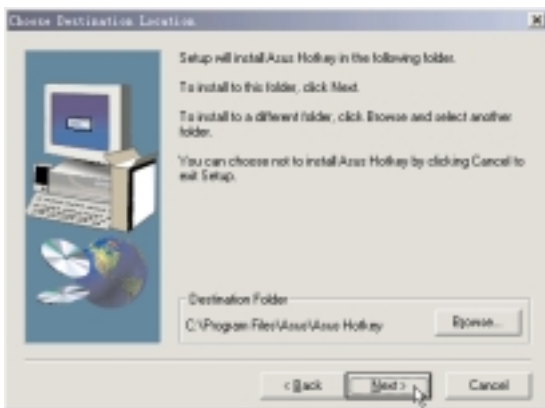 Choose Destination Location
Setup will install Asus Hotkey in the following folder.
To install to this folder, click Next.
To install to a different folder, click Browse and select another
folder.
You can choose not to install Asus Hotkey by clicking Cancel to
exit Setup.
Destination Folder
C:\Program Files\Asus\Asus Hotkey
Browse...
< Back
Next >
Cancel